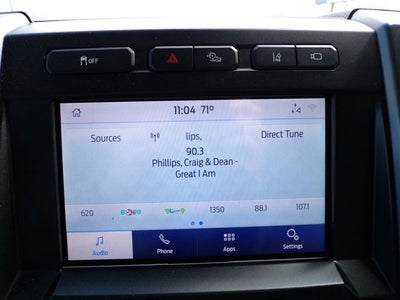 OFF
11:04 71°
Sources
lips,
Direct Tune
90.3
Phillips, Craig & Dean -
Great I Am
620
1350
88.1
107.1
Audio
Phone
Apps
Settings